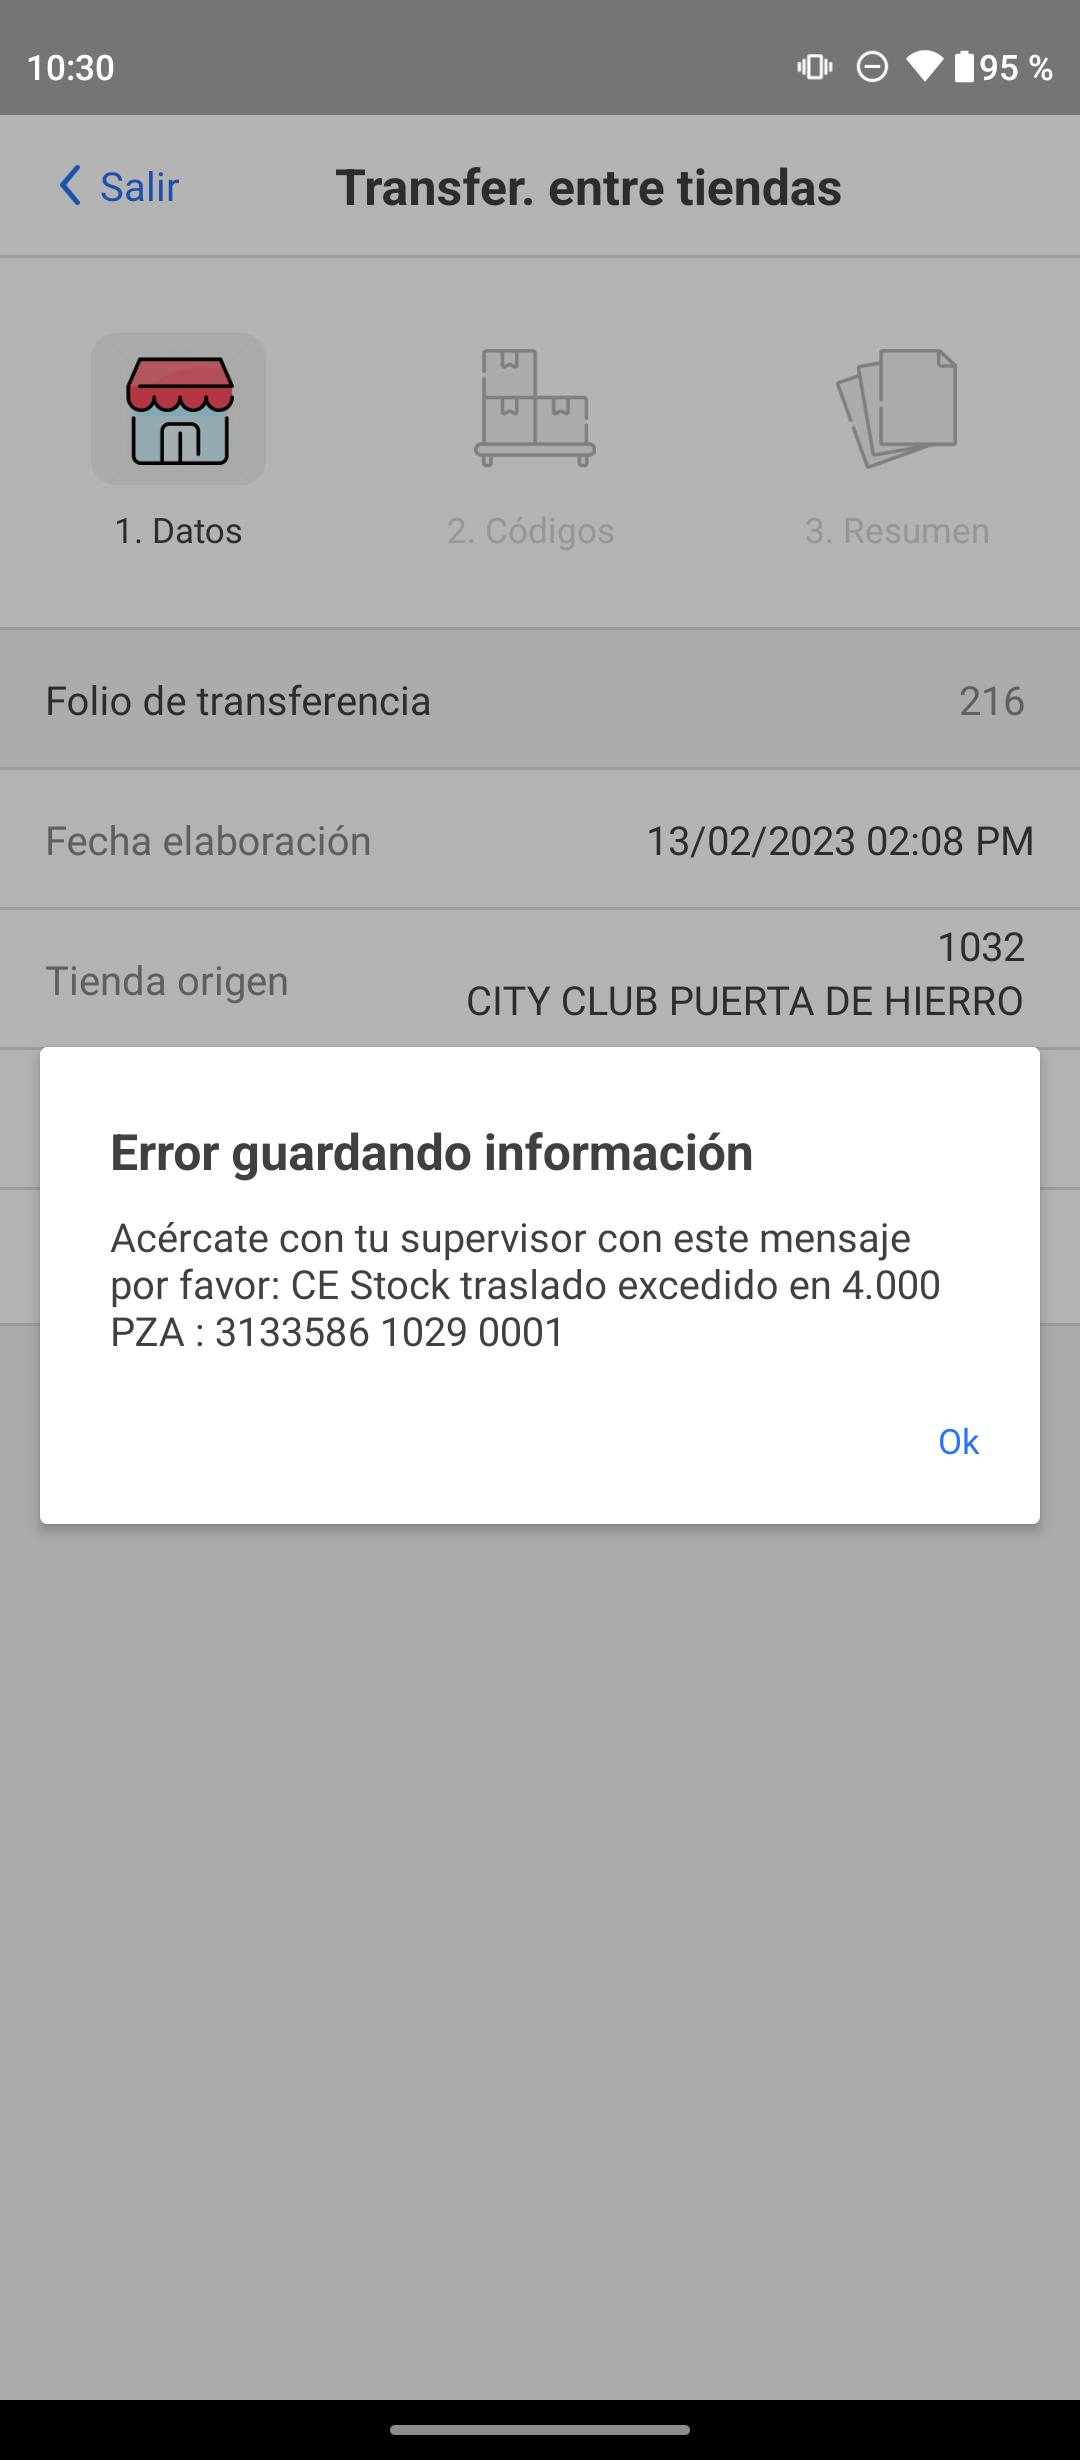 10:30
95 %
Salir
Transfer. entre tiendas
1. Datos
2. Códigos
3. Resumen
Folio de transferencia
216
Fecha elaboración
13/02/2023 02:08 PM
Tienda origen
1032
CITY CLUB PUERTA DE HIERRO
Error guardando información
Acércate con tu supervisor con este mensaje
por favor: CE Stock traslado excedido en 4.000
PZA : 3133586 1029 0001
Ok